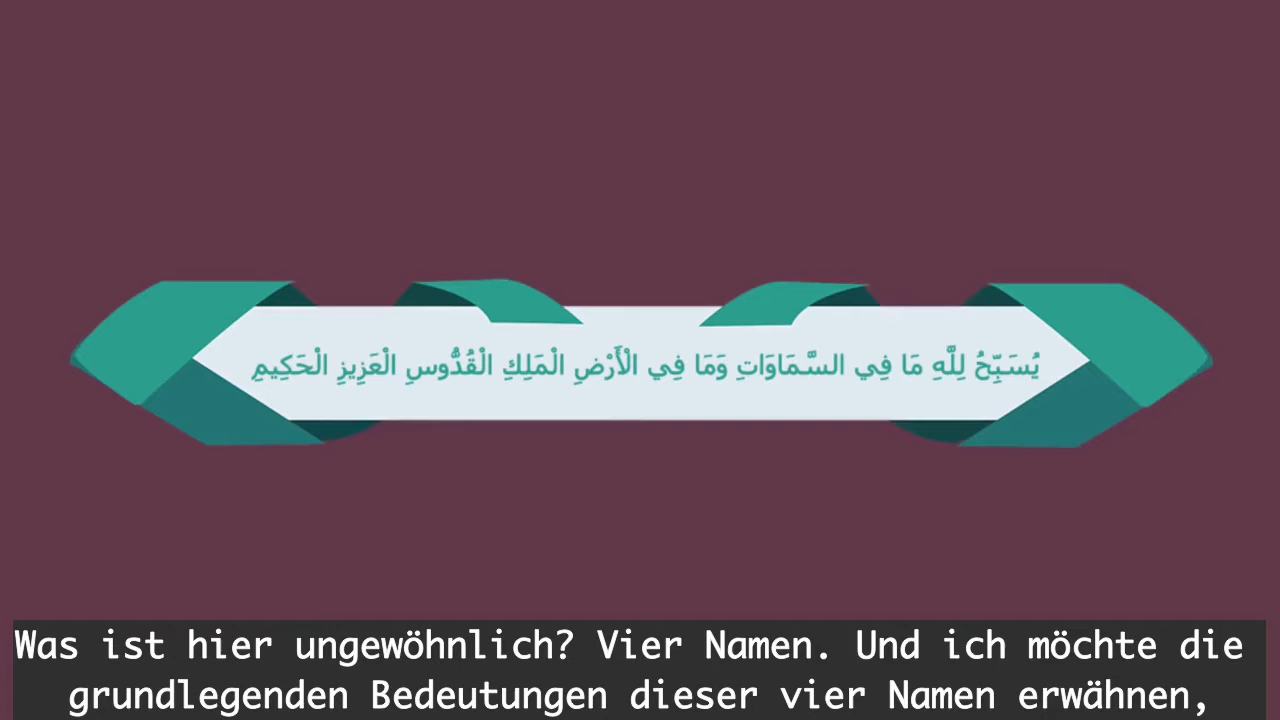 يُسَبِّحُ لِلَّهِ مَا فِي السَّمَاوَاتِ وَمَا فِي الْأَرْضِ الْمَلِكِ الْقُدُّوسِ الْعَزِيزِ الْحَكِيمِ
Was ist hier ungewöhnlich? Vier Namen. Und ich möchte die
grundlegenden Bedeutungen dieser vier Namen erwähnen,